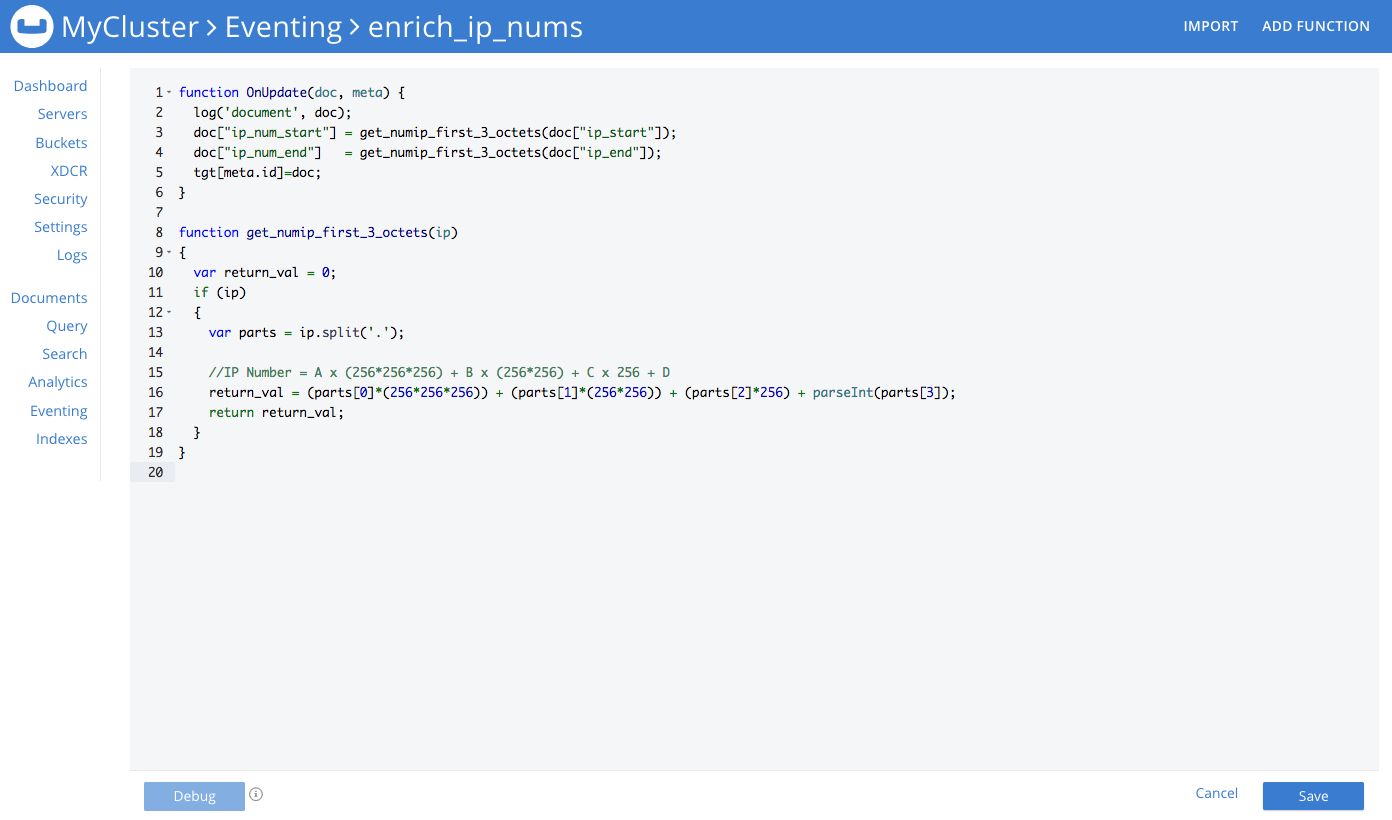 MyCluster > Eventing > enrich_ip_nums
IMPORT
ADD FUNCTION
Dashboard
Servers
Buckets
XDCR
Security
Settings
Logs
Documents
Query
Search
Analytics
Eventing
Indexes
1 function OnUpdate(doc, meta) {
2   log('document', doc);
3   doc["ip_num_start"] = get_numip_first_3_octets(doc["ip_start"]);
4   doc["ip_num_end"]   = get_numip_first_3_octets(doc["ip_end"]);
5   tgt[meta.id]=doc;
6 }
7
8 function get_numip_first_3_octets(ip)
9 {
10   var return_val = 0;
11   if (ip)
12   {
13     var parts = ip.split('.');
14
15     //IP Number = A x (256*256*256) + B x (256*256) + C x 256 + D
16     return_val = (parts[0]*(256*256*256)) + (parts[1]*(256*256)) + (parts[2]*256) + parseInt(parts[3]);
17     return return_val;
18   }
19 }
20
Debug
Cancel
Save